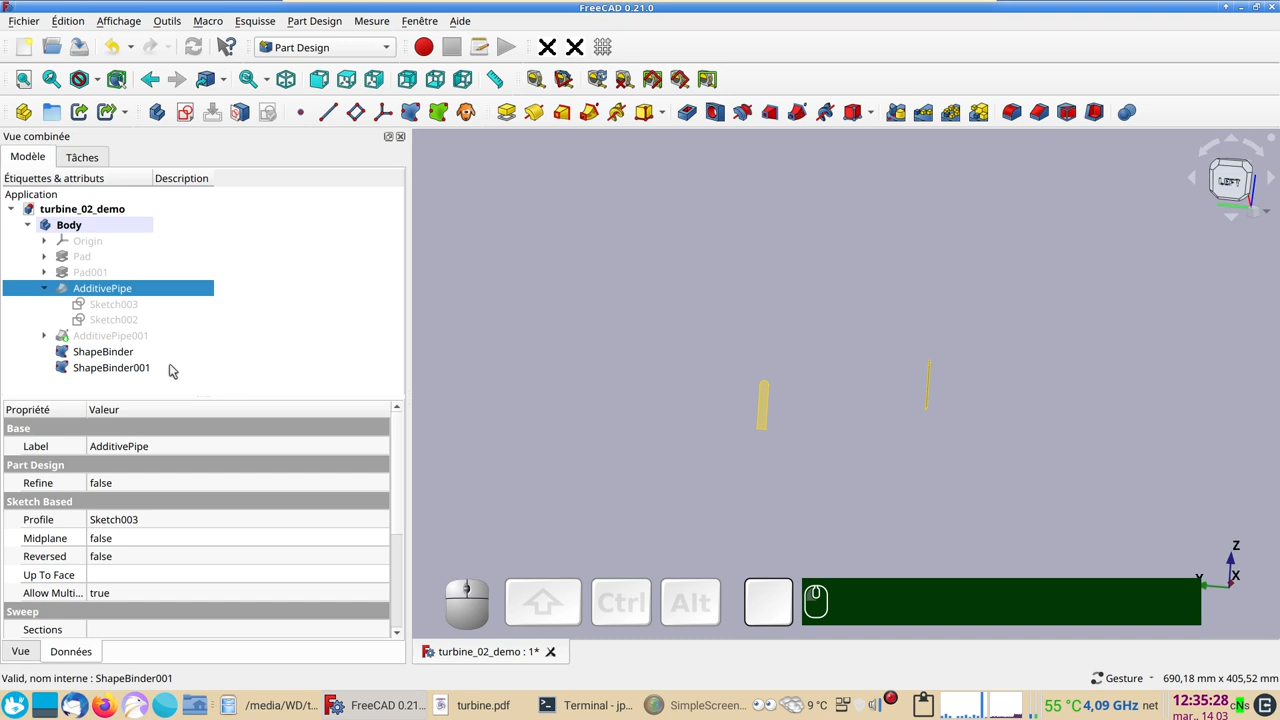 FreeCAD 0.21.0
Fichier Édition Affichage Outils Macro Esquisse Part Design Mesure Fenêtre Aide
Part Design
Vue combinée
Modèle Tâches
Étiquettes & attributs Description
Application
turbine_02_demo
Body
Origin
Pad
Pad001
AdditivePipe
Sketch003
Sketch002
AdditivePipe001
ShapeBinder
ShapeBinder001
Propriété Valeur
Base
Label AdditivePipe
Part Design
Refine false
Sketch Based
Profile Sketch003
Midplane false
Reversed false
Up To Face
Allow Multi... true
Sweep
Sections
Vue Données
LEFT
Z
Y X
Ctrl Alt
turbine_02_demo : 1*
Valid, nom interne : ShapeBinder001
Gesture 690,18 mm x 405,52 mm
/media/WD/t... FreeCAD 0.21... turbine.pdf Terminal - jp... SimpleScreen... 9 °C 55 °C 4,09 GHz net 12:35:28
mar., 14 03